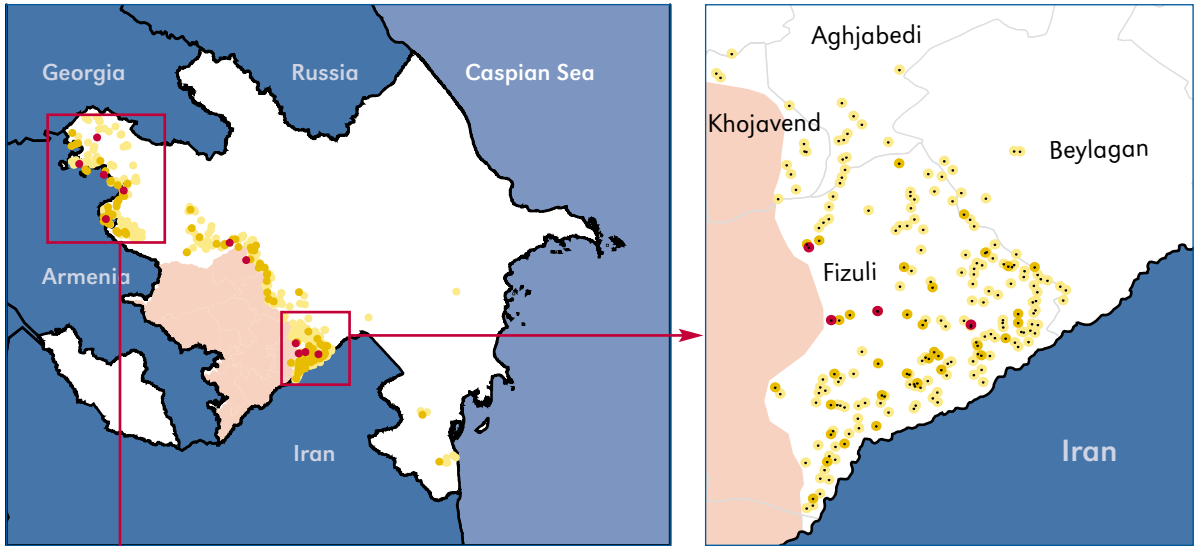 Georgia
Russia
Caspian Sea
Armenia
Iran
Aghjabedi
Khojavend
Beylagan
Fizuli
Iran